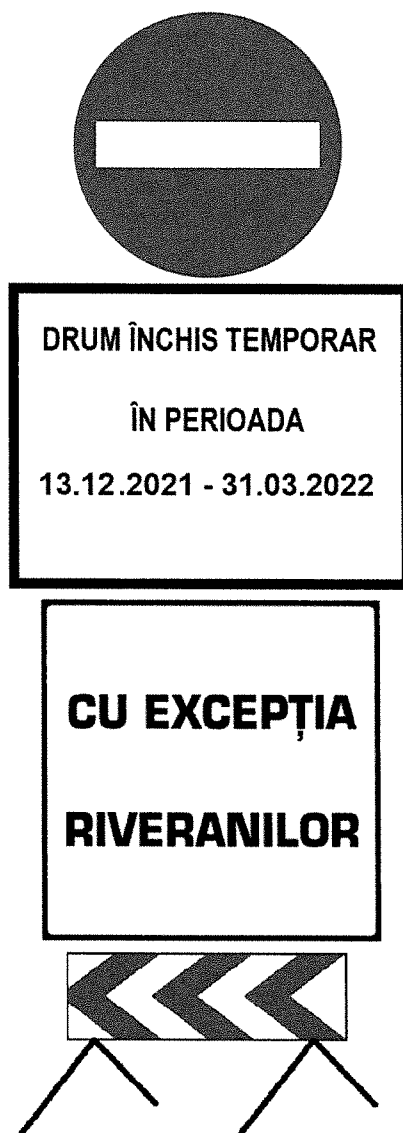 DRUM ÎNCHIS TEMPORAR
ÎN PERIOADA
13.12.2021 - 31.03.2022
CU EXCEPȚIA
RIVERANILOR